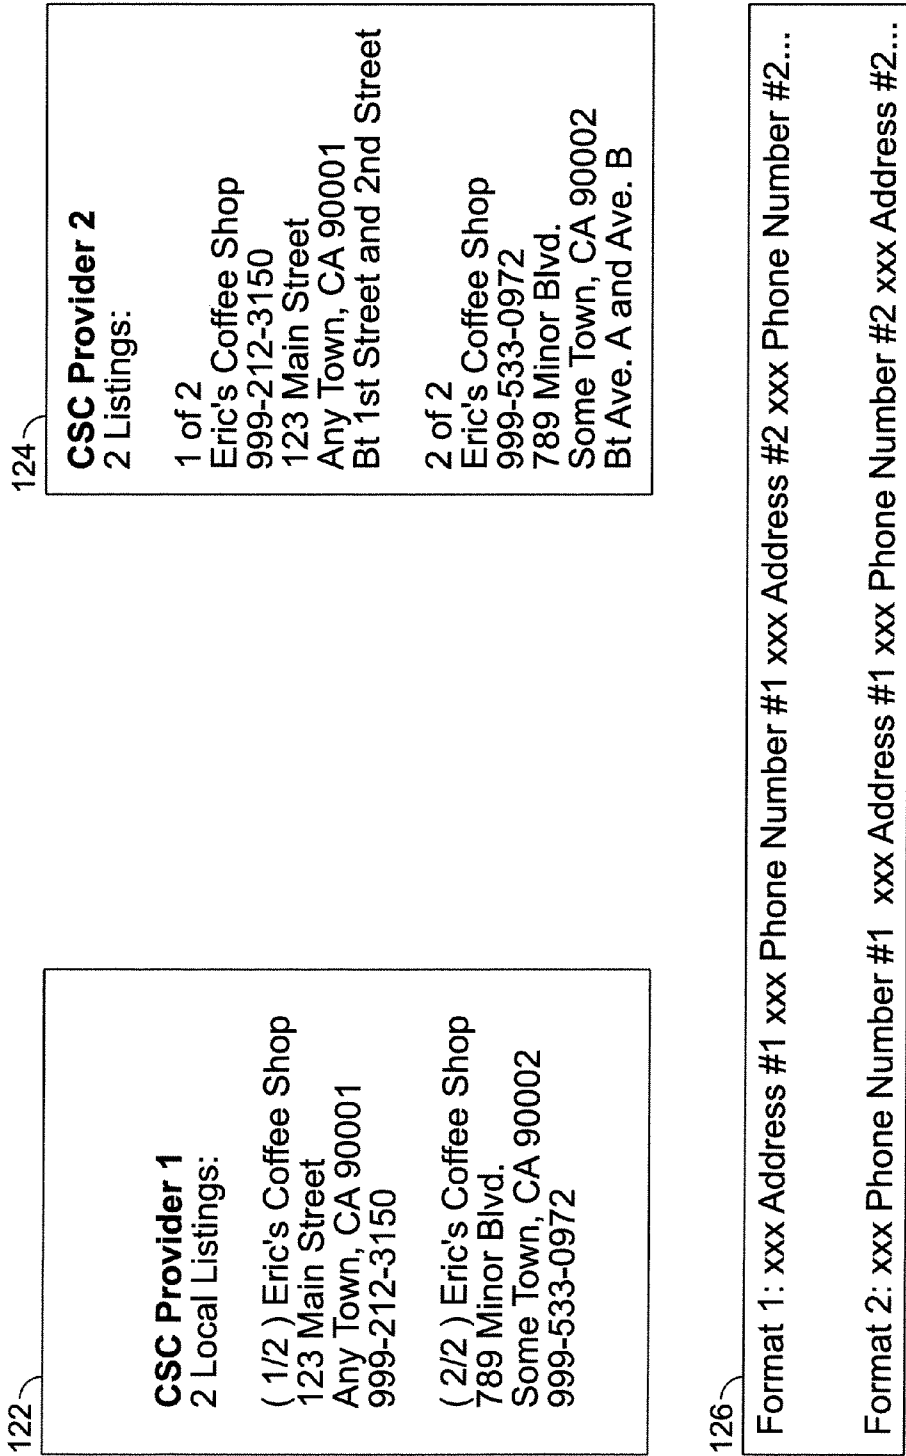 122
CSC Provider 1
2 Local Listings:
( 1/2 ) Eric's Coffee Shop
123 Main Street
Any Town, CA 90001
999-212-3150
( 2/2 ) Eric's Coffee Shop
789 Minor Blvd.
Some Town, CA 90002
999-533-0972
124
CSC Provider 2
2 Listings:
1 of 2
Eric's Coffee Shop
999-212-3150
123 Main Street
Any Town, CA 90001
Bt 1st Street and 2nd Street
2 of 2
Eric's Coffee Shop
999-533-0972
789 Minor Blvd.
Some Town, CA 90002
Bt Ave. A and Ave. B
126
Format 1: xxx Address #1 xxx Phone Number #1 xxx Address #2 xxx Phone Number #2...
Format 2: xxx Phone Number #1 xxx Address #1 xxx Phone Number #2 xxx Address #2...